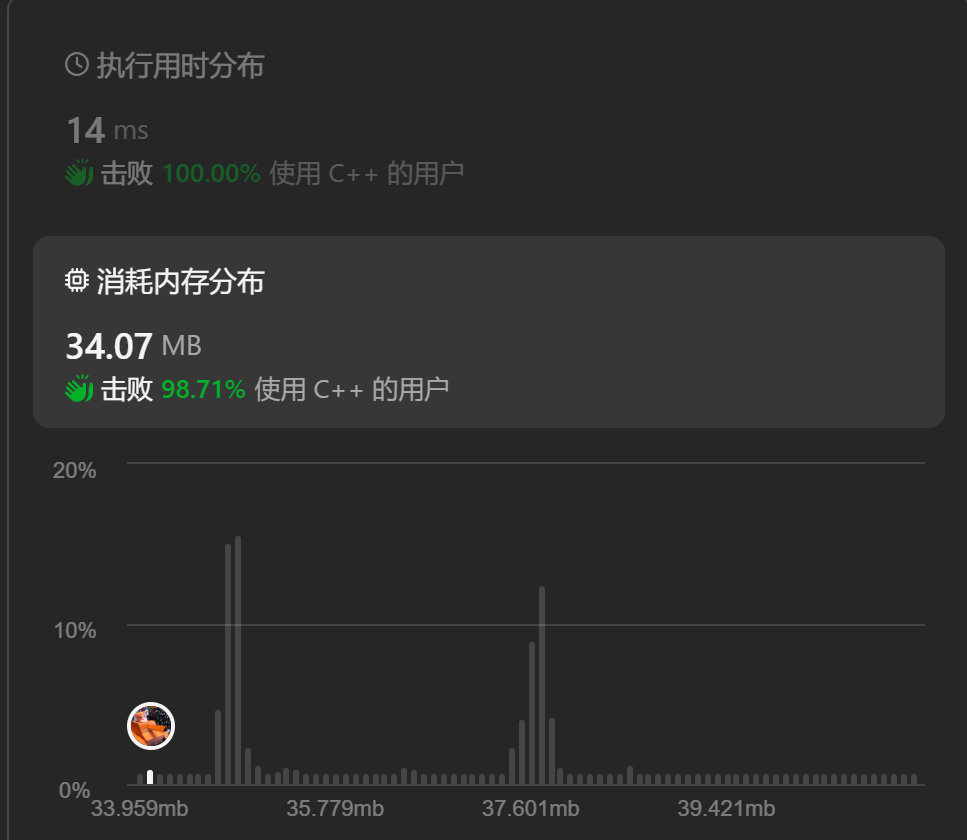 执行用时分布
14 ms
击败 100.00% 使用 C++ 的用户
消耗内存分布
34.07 MB
击败 98.71% 使用 C++ 的用户
20%
10%
0%
33.959mb 35.779mb 37.601mb 39.421mb